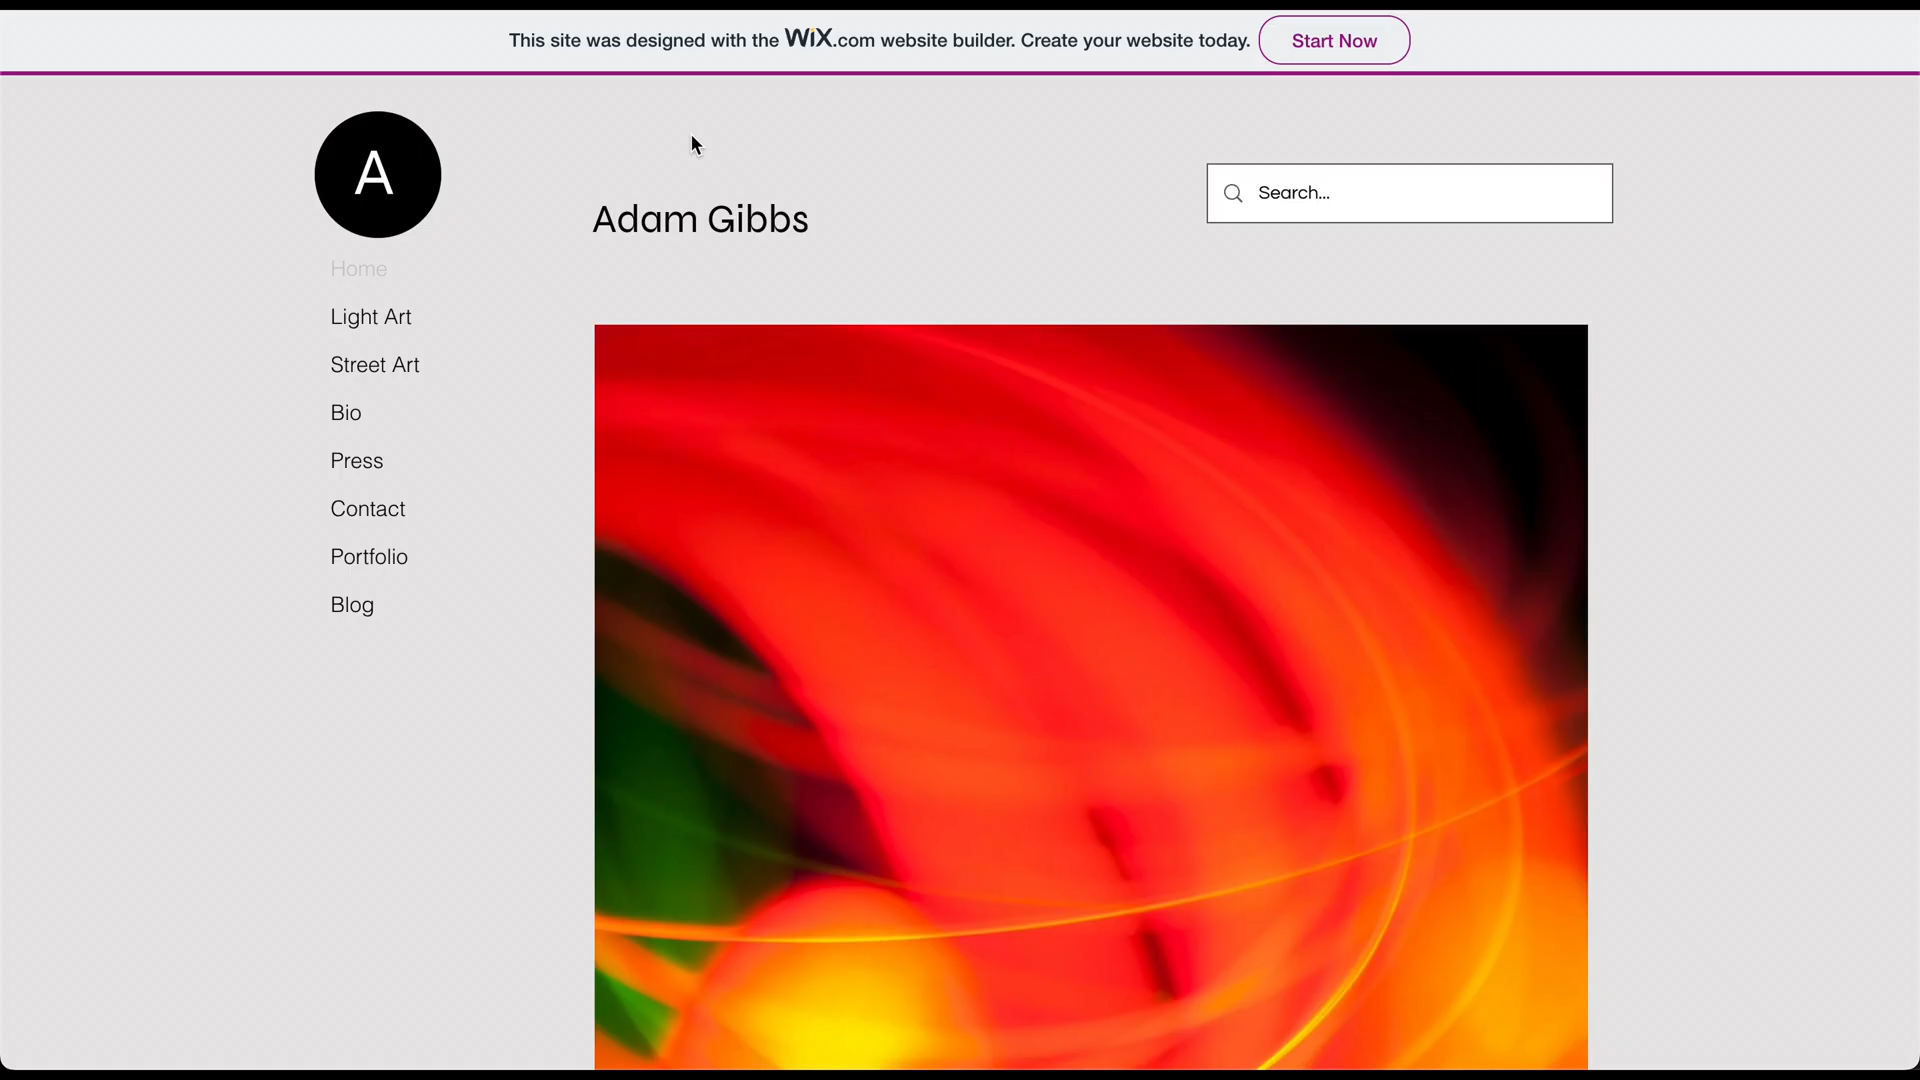 This site was designed with the WiX.com website builder. Create your website today. Start Now
A
Adam Gibbs
Search...
Home
Light Art
Street Art
Bio
Press
Contact
Portfolio
Blog